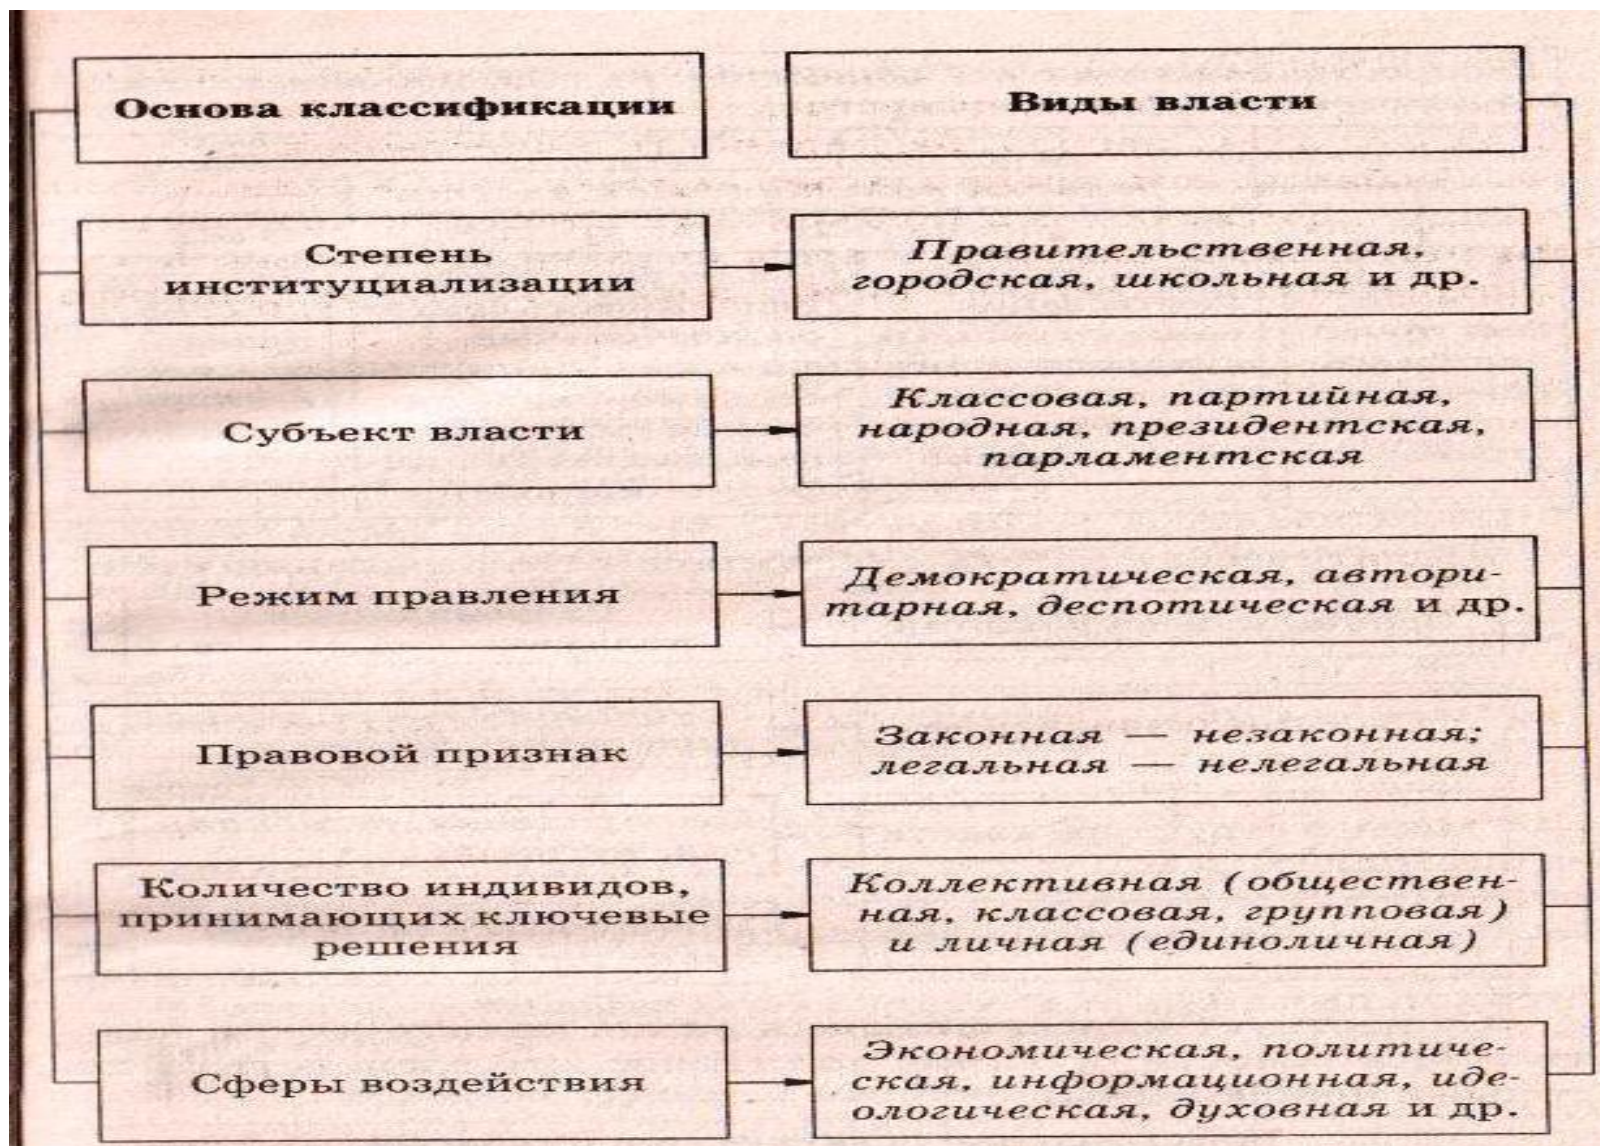 Основа классификации
Виды власти
Степень
институциализации
Правительственная,
городская, школьная и др.
Субъект власти
Классовая, партийная,
народная, президентская,
парламентская
Режим правления
Демократическая, автори-
тарная, деспотическая и др.
Правовой признак
Законная — незаконная;
легальная — нелегальная
Количество индивидов,
принимающих ключевые
решения
Коллективная (обществен-
ная, классовая, групповая)
и личная (единоличная)
Сферы воздействия
Экономическая, политиче-
ская, информационная, иде-
ологическая, духовная и др.